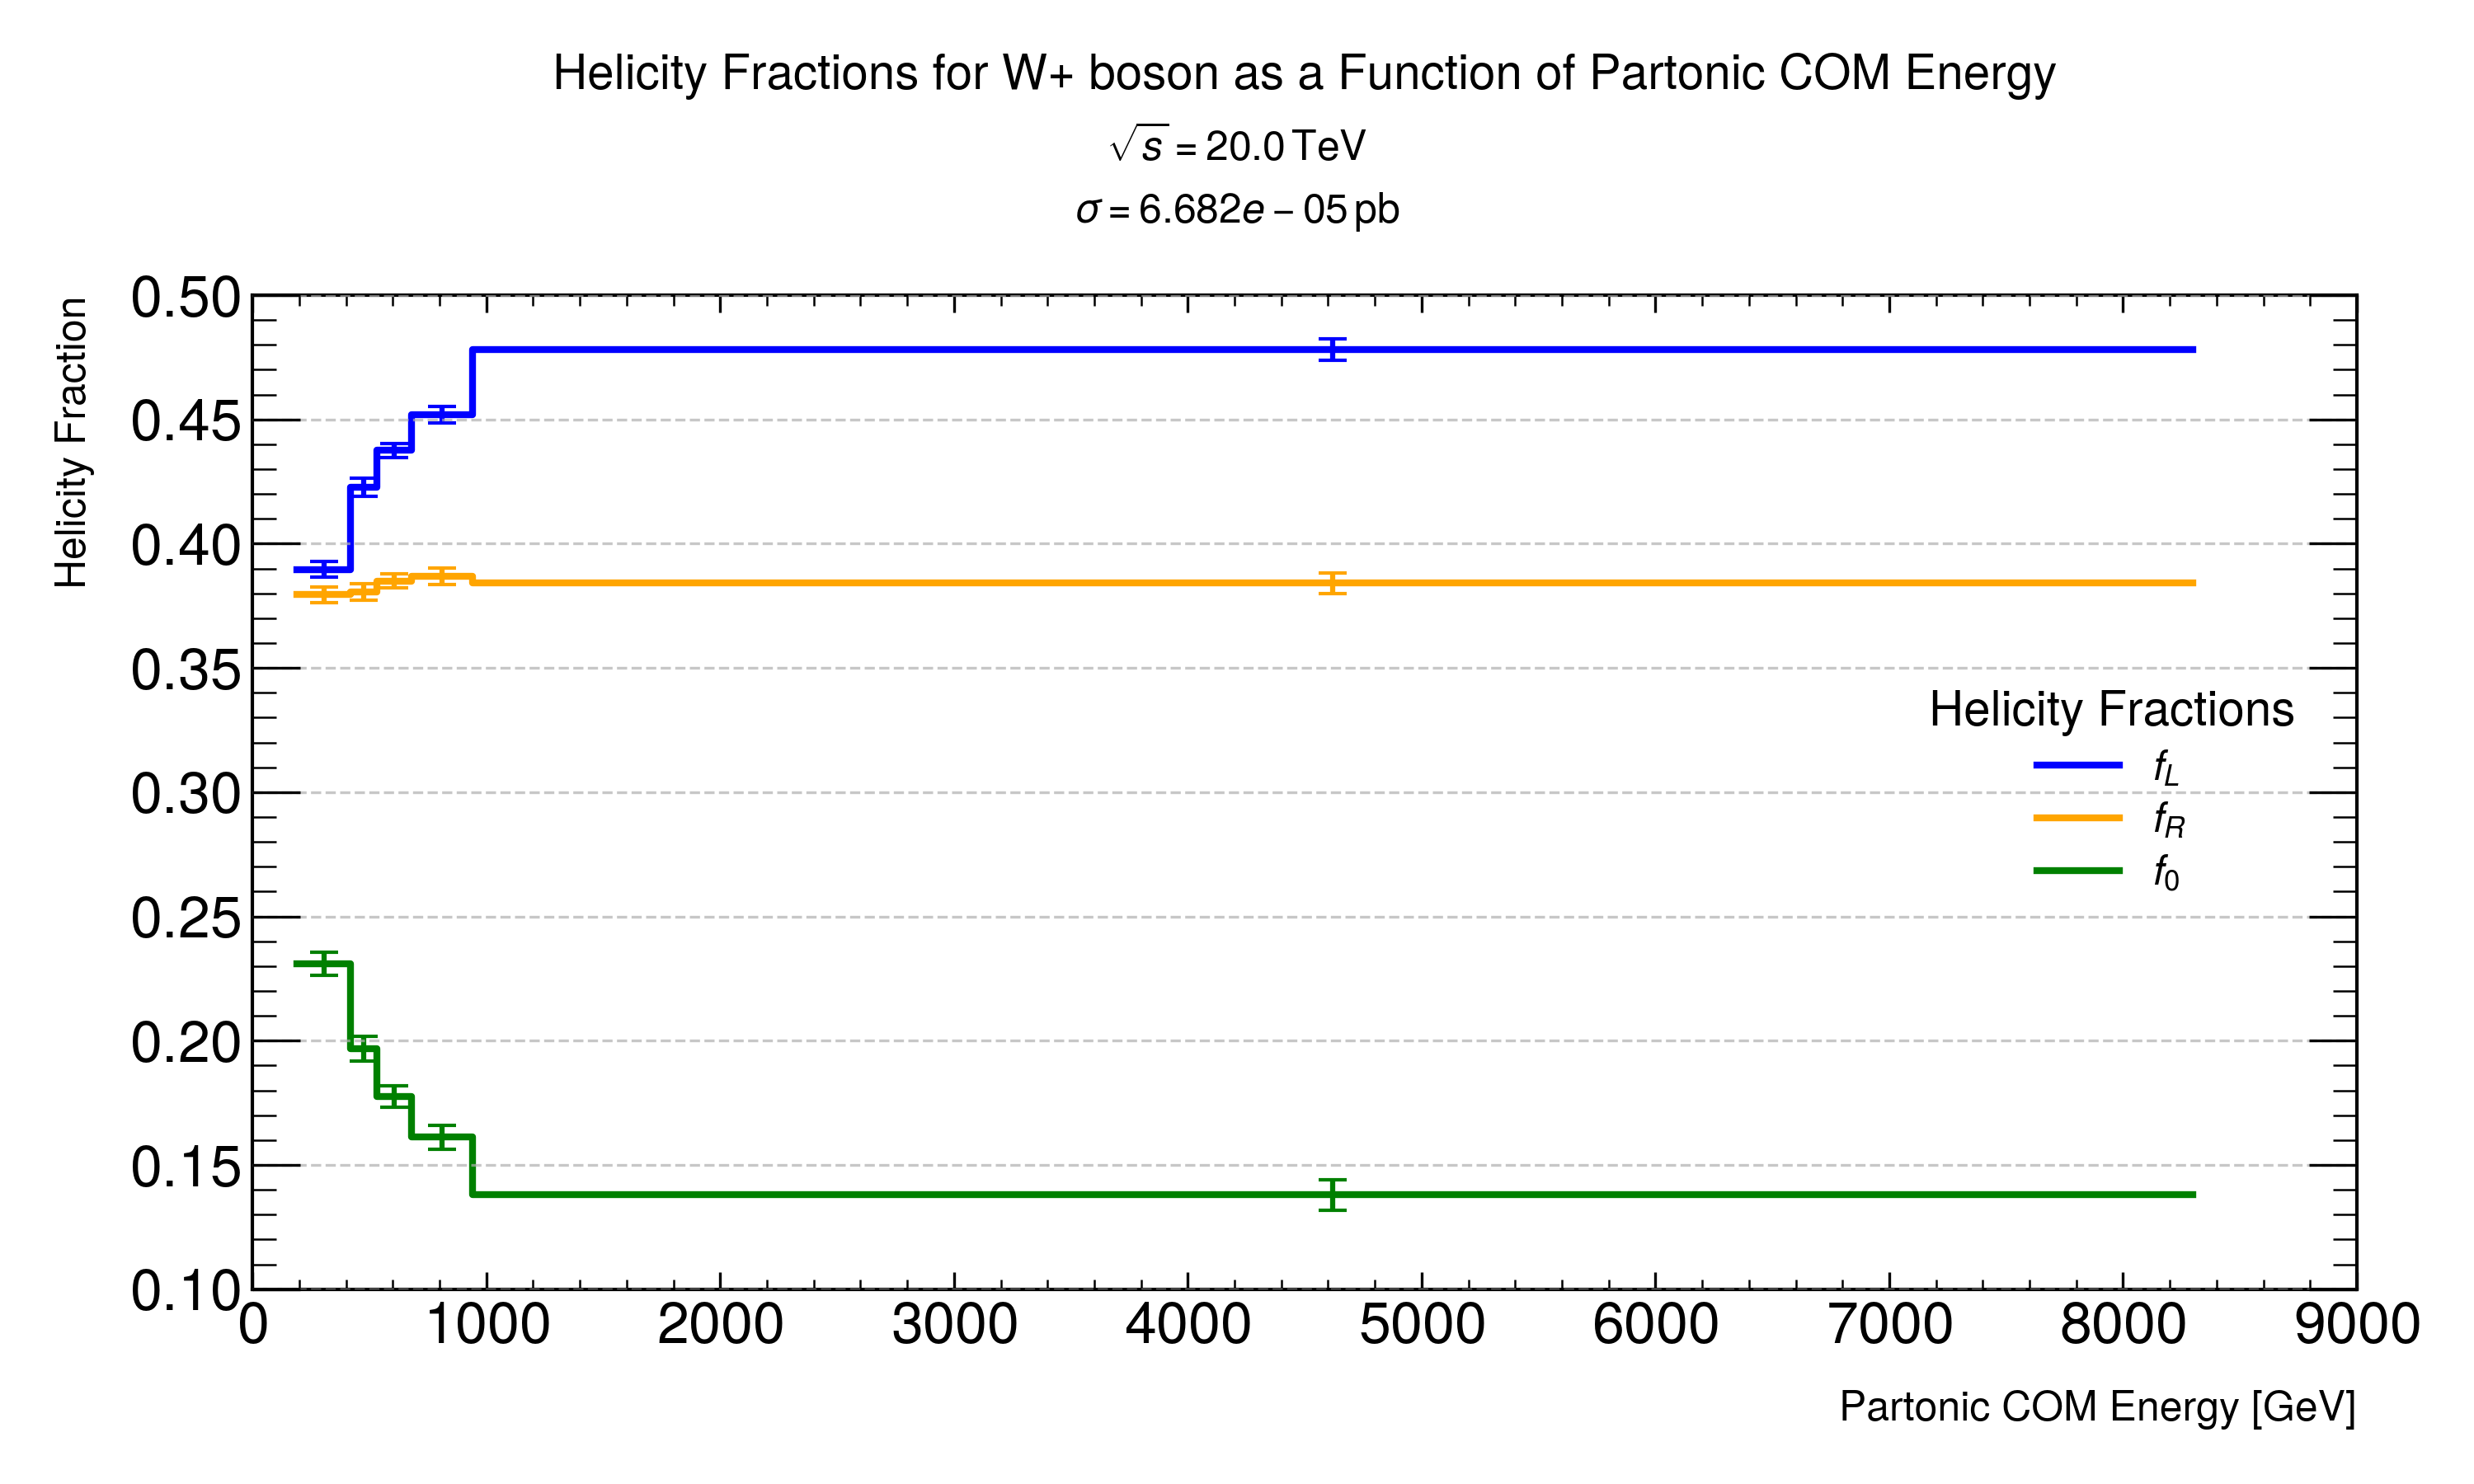 Helicity Fractions for W+ boson as a Function of Partonic COM Energy
√s = 20.0 TeV
σ = 6.682e − 05 pb
Helicity Fraction
0.50
0.45
0.40
0.35
0.30
0.25
0.20
0.15
0.10
Helicity Fractions
f_L
f_R
f_0
0 1000 2000 3000 4000 5000 6000 7000 8000 9000
Partonic COM Energy [GeV]